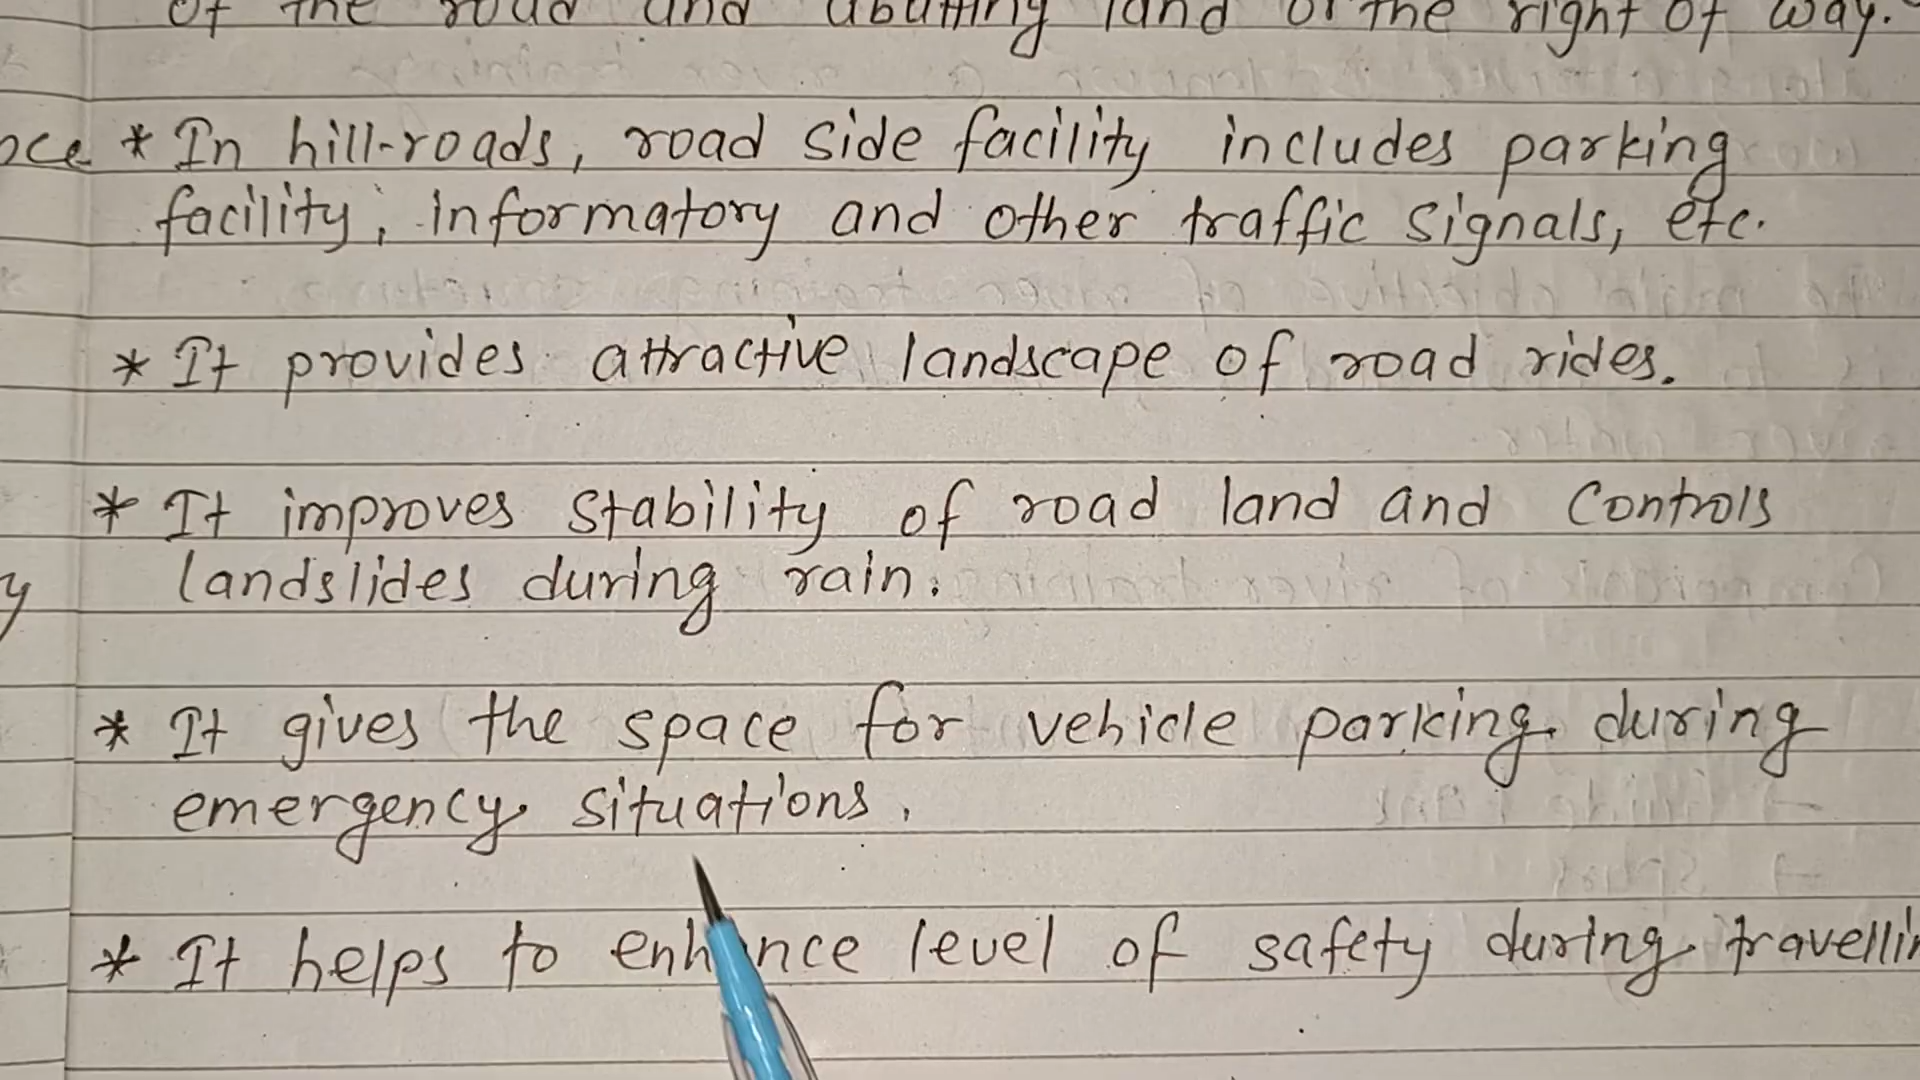 of the road and abutting land of the right of way.
* In hill-roads, road side facility includes parking
facility, informatory and other traffic signals, etc.
* It provides attractive landscape of road rides.
* It improves stability of road land and controls
landslides during rain.
* It gives the space for vehicle parking during
emergency situations.
* It helps to enhance level of safety during travellin